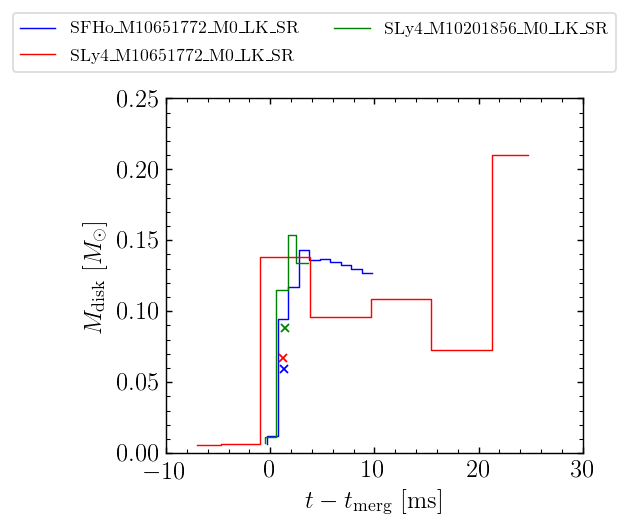 SFHo_M10651772_M0_LK_SR
SLy4_M10651772_M0_LK_SR
SLy4_M10201856_M0_LK_SR
0.25
0.20
0.15
0.10
0.05
0.00
M_disk [M_⊙]
−10
0
10
20
30
t − t_merg [ms]